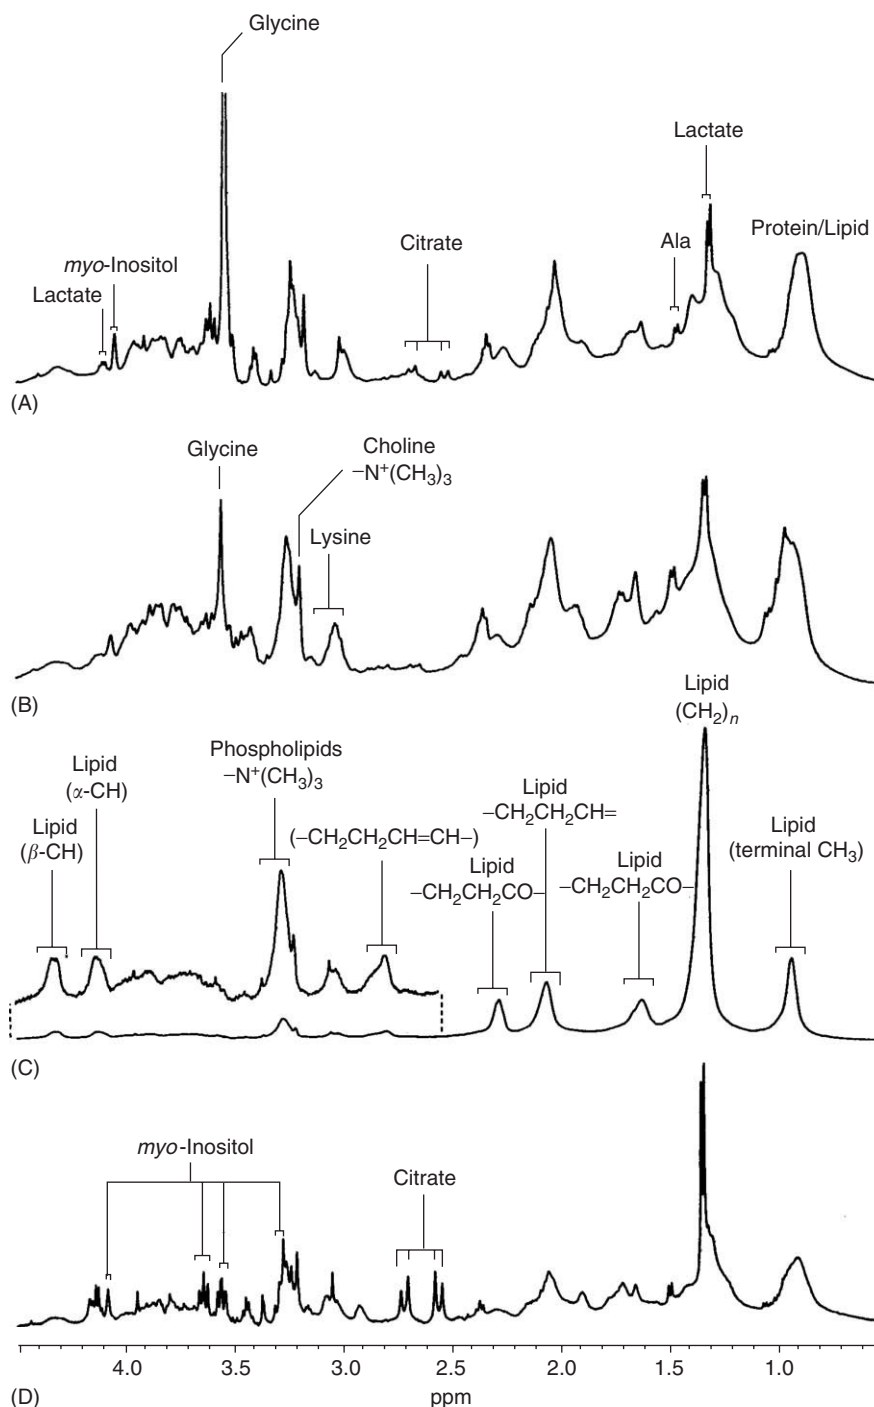 Glycine
Lactate
Citrate
Ala
Protein/Lipid
myo-Inositol
Lactate
(A)
Glycine
Choline
–N⁺(CH₃)₃
Lysine
(B)
Lipid
(CH₂)ₙ
Phospholipids
–N⁺(CH₃)₃
Lipid
(α-CH)
Lipid
–CH₂CH₂CH=
Lipid
(β-CH)
(–CH₂CH₂CH=CH–)
Lipid
(terminal CH₃)
Lipid
–CH₂CH₂CO–
Lipid
–CH₂CH₂CO–
(C)
myo-Inositol
Citrate
4.0 3.5 3.0 2.5 2.0 1.5 1.0
ppm
(D)